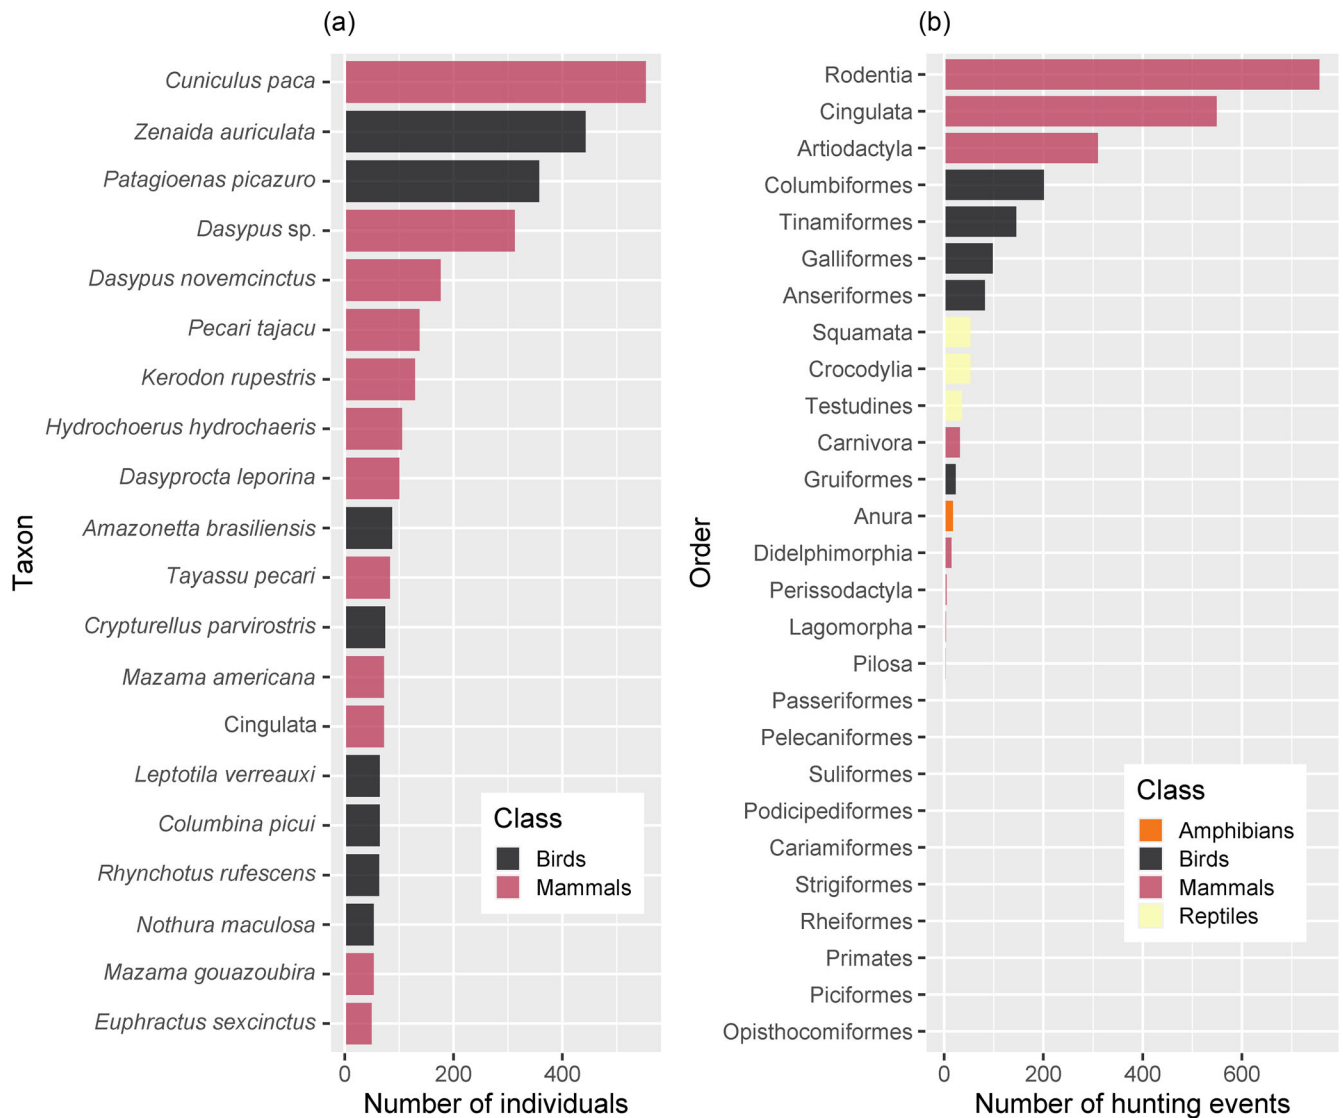 (a)
Taxon
Cuniculus paca
Zenaida auriculata
Patagioenas picazuro
Dasypus sp.
Dasypus novemcinctus
Pecari tajacu
Kerodon rupestris
Hydrochoerus hydrochaeris
Dasyprocta leporina
Amazonetta brasiliensis
Tayassu pecari
Crypturellus parvirostris
Mazama americana
Cingulata
Leptotila verreauxi
Columbina picui
Rhynchotus rufescens
Nothura maculosa
Mazama gouazoubira
Euphractus sexcinctus
Class
Birds
Mammals
0 200 400
Number of individuals
(b)
Order
Rodentia
Cingulata
Artiodactyla
Columbiformes
Tinamiformes
Galliformes
Anseriformes
Squamata
Crocodylia
Testudines
Carnivora
Gruiformes
Anura
Didelphimorphia
Perissodactyla
Lagomorpha
Pilosa
Passeriformes
Pelecaniformes
Suliformes
Podicipediformes
Cariamiformes
Strigiformes
Rheiformes
Primates
Piciformes
Opisthocomiformes
Class
Amphibians
Birds
Mammals
Reptiles
0 200 400 600
Number of hunting events